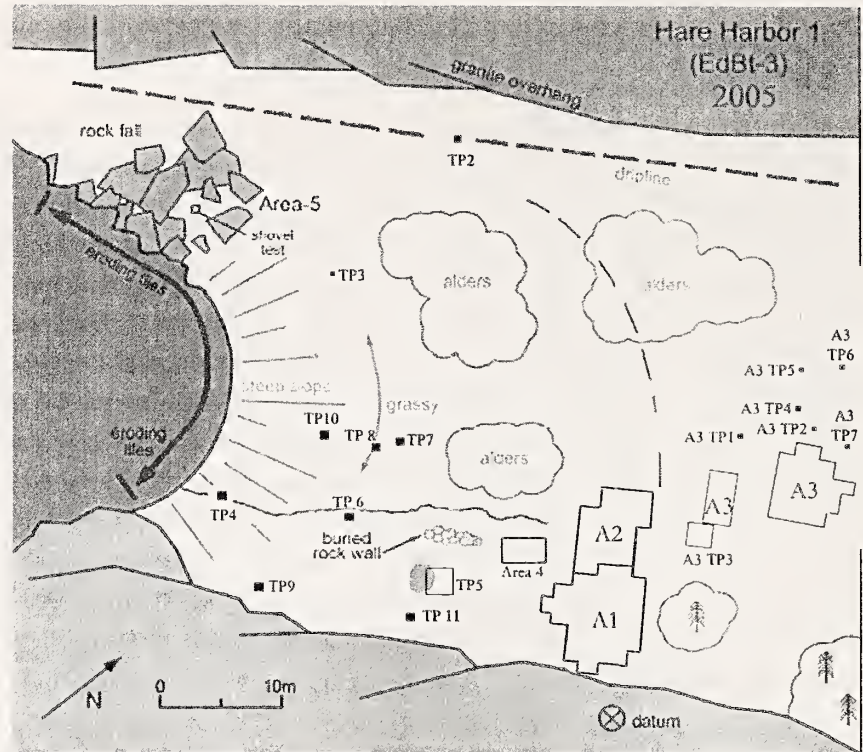 Hare Harbor 1
(EdBt-3)
2005
granite overhang
rock fall
TP2
dripline
Area-5
shovel
test
eroding tiles
TP3
alders
alders
A3
TP6
A3 TP5
steep slope
grassy
A3 TP4
A3
TP7
eroding
tiles
TP10
TP 8
TP7
A3 TP1
A3 TP2
alders
A3
A3
TP4
TP 6
A2
buried
rock wall
Area 4
A3 TP3
TP9
TP5
TP 11
A1
N
0
10m
datum